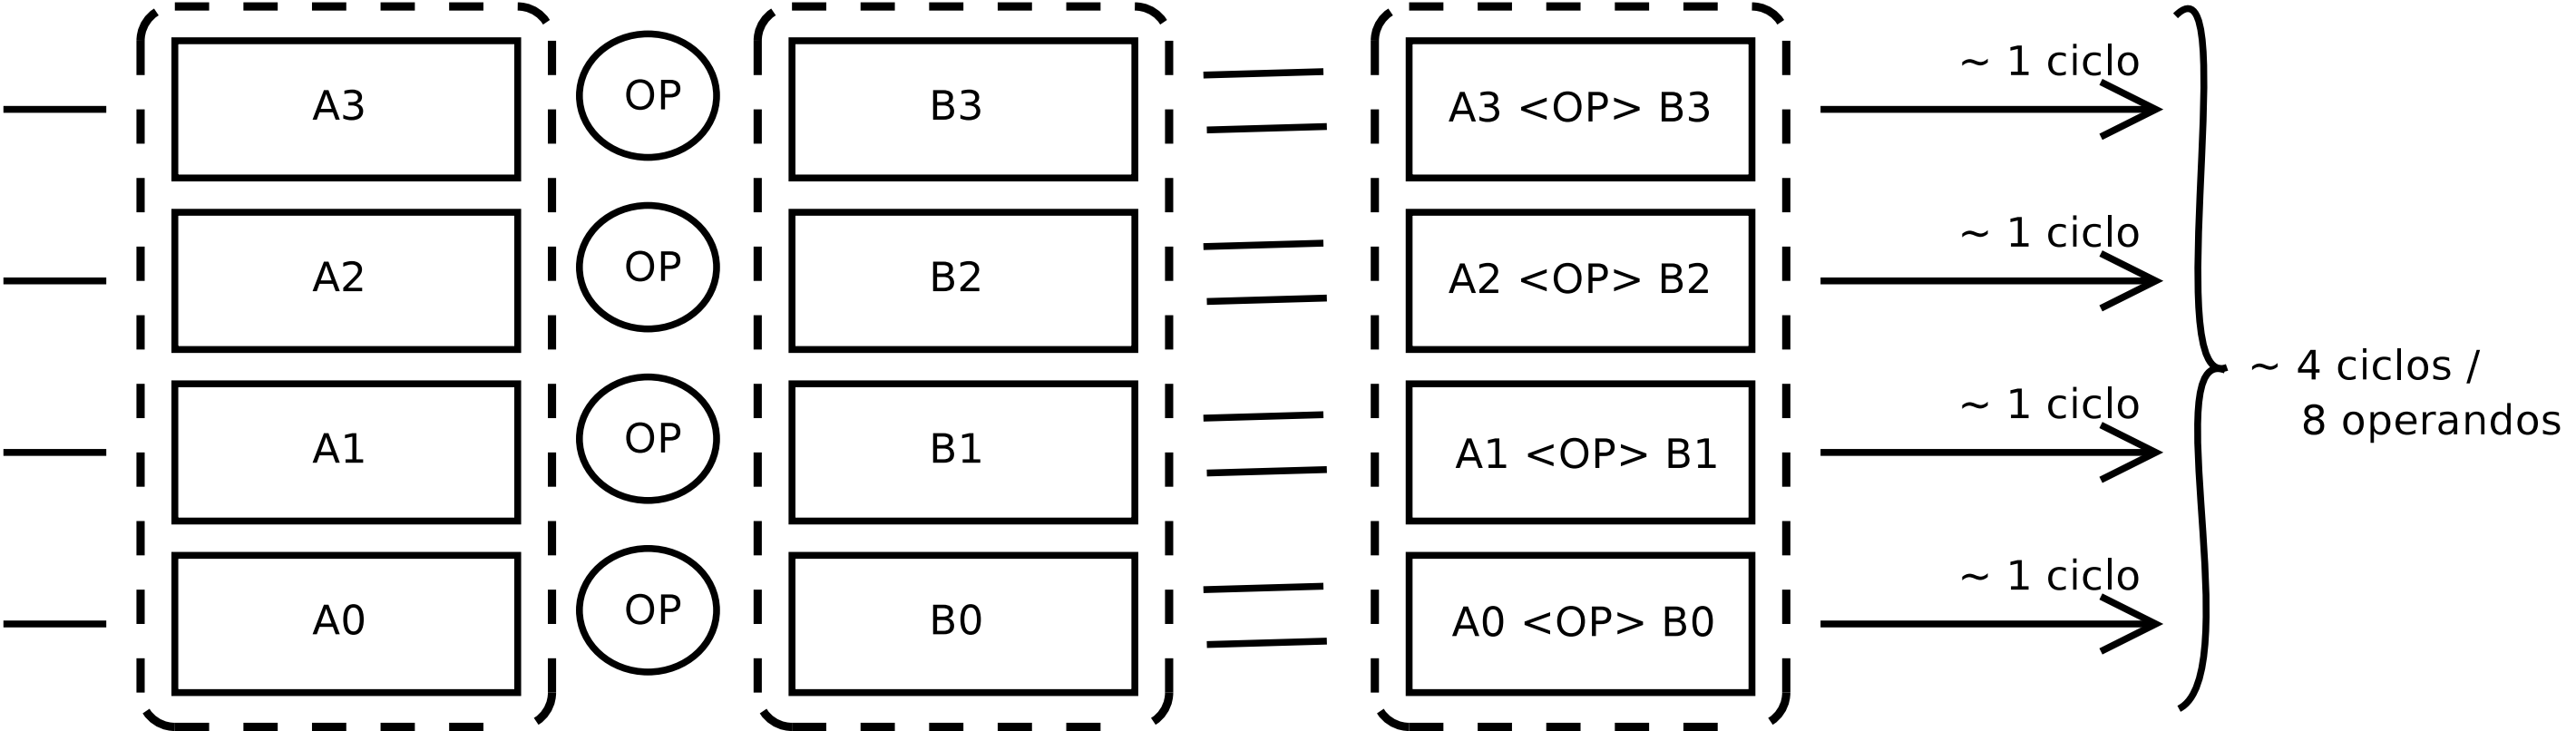 ~ 1 ciclo
A3 OP B3 A3 <OP> B3
~ 1 ciclo
A2 OP B2 A2 <OP> B2
~ 4 ciclos /
8 operandos
~ 1 ciclo
A1 OP B1 A1 <OP> B1
~ 1 ciclo
A0 OP B0 A0 <OP> B0